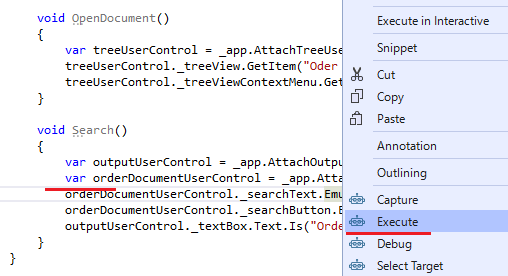 void OpenDocument()
{
var treeUserControl = _app.AttachTreeUse
treeUserControl._treeView.GetItem("Oder
treeUserControl._treeViewContextMenu.Get
}
void Search()
{
var outputUserControl = _app.AttachOutpu
var orderDocumentUserControl = _app.Atta
orderDocumentUserControl._searchText.Emu
orderDocumentUserControl._searchButton.E
outputUserControl._textBox.Text.Is("Orde
}
}
Execute in Interactive
Snippet
Cut
Copy
Paste
Annotation
Outlining
Capture
Execute
Debug
Select Target